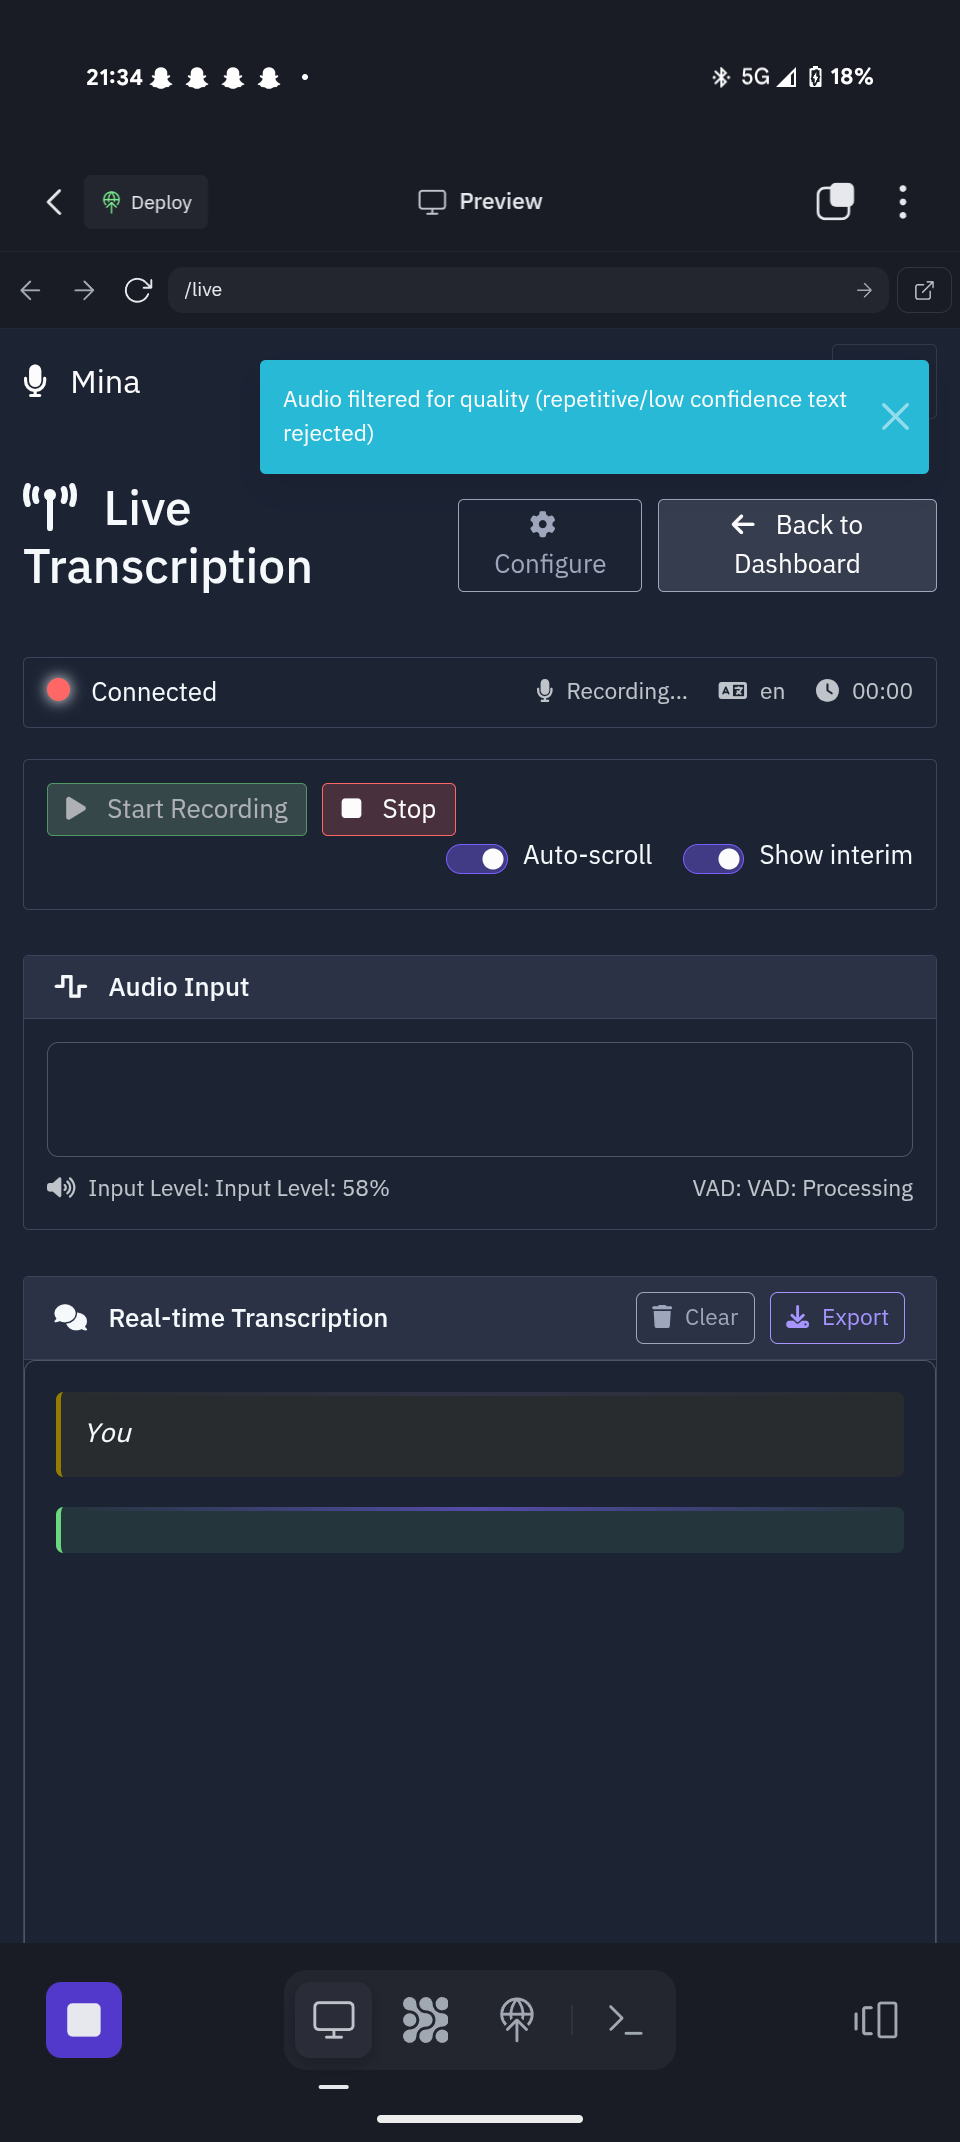 21:34
5G 18%
Deploy
Preview
/live
Mina
Audio filtered for quality (repetitive/low confidence text
rejected)
Live
Transcription
Configure
Back to
Dashboard
Connected
Recording...
en
00:00
Start Recording
Stop
Auto-scroll
Show interim
Audio Input
Input Level: Input Level: 58%
VAD: VAD: Processing
Real-time Transcription
Clear
Export
You